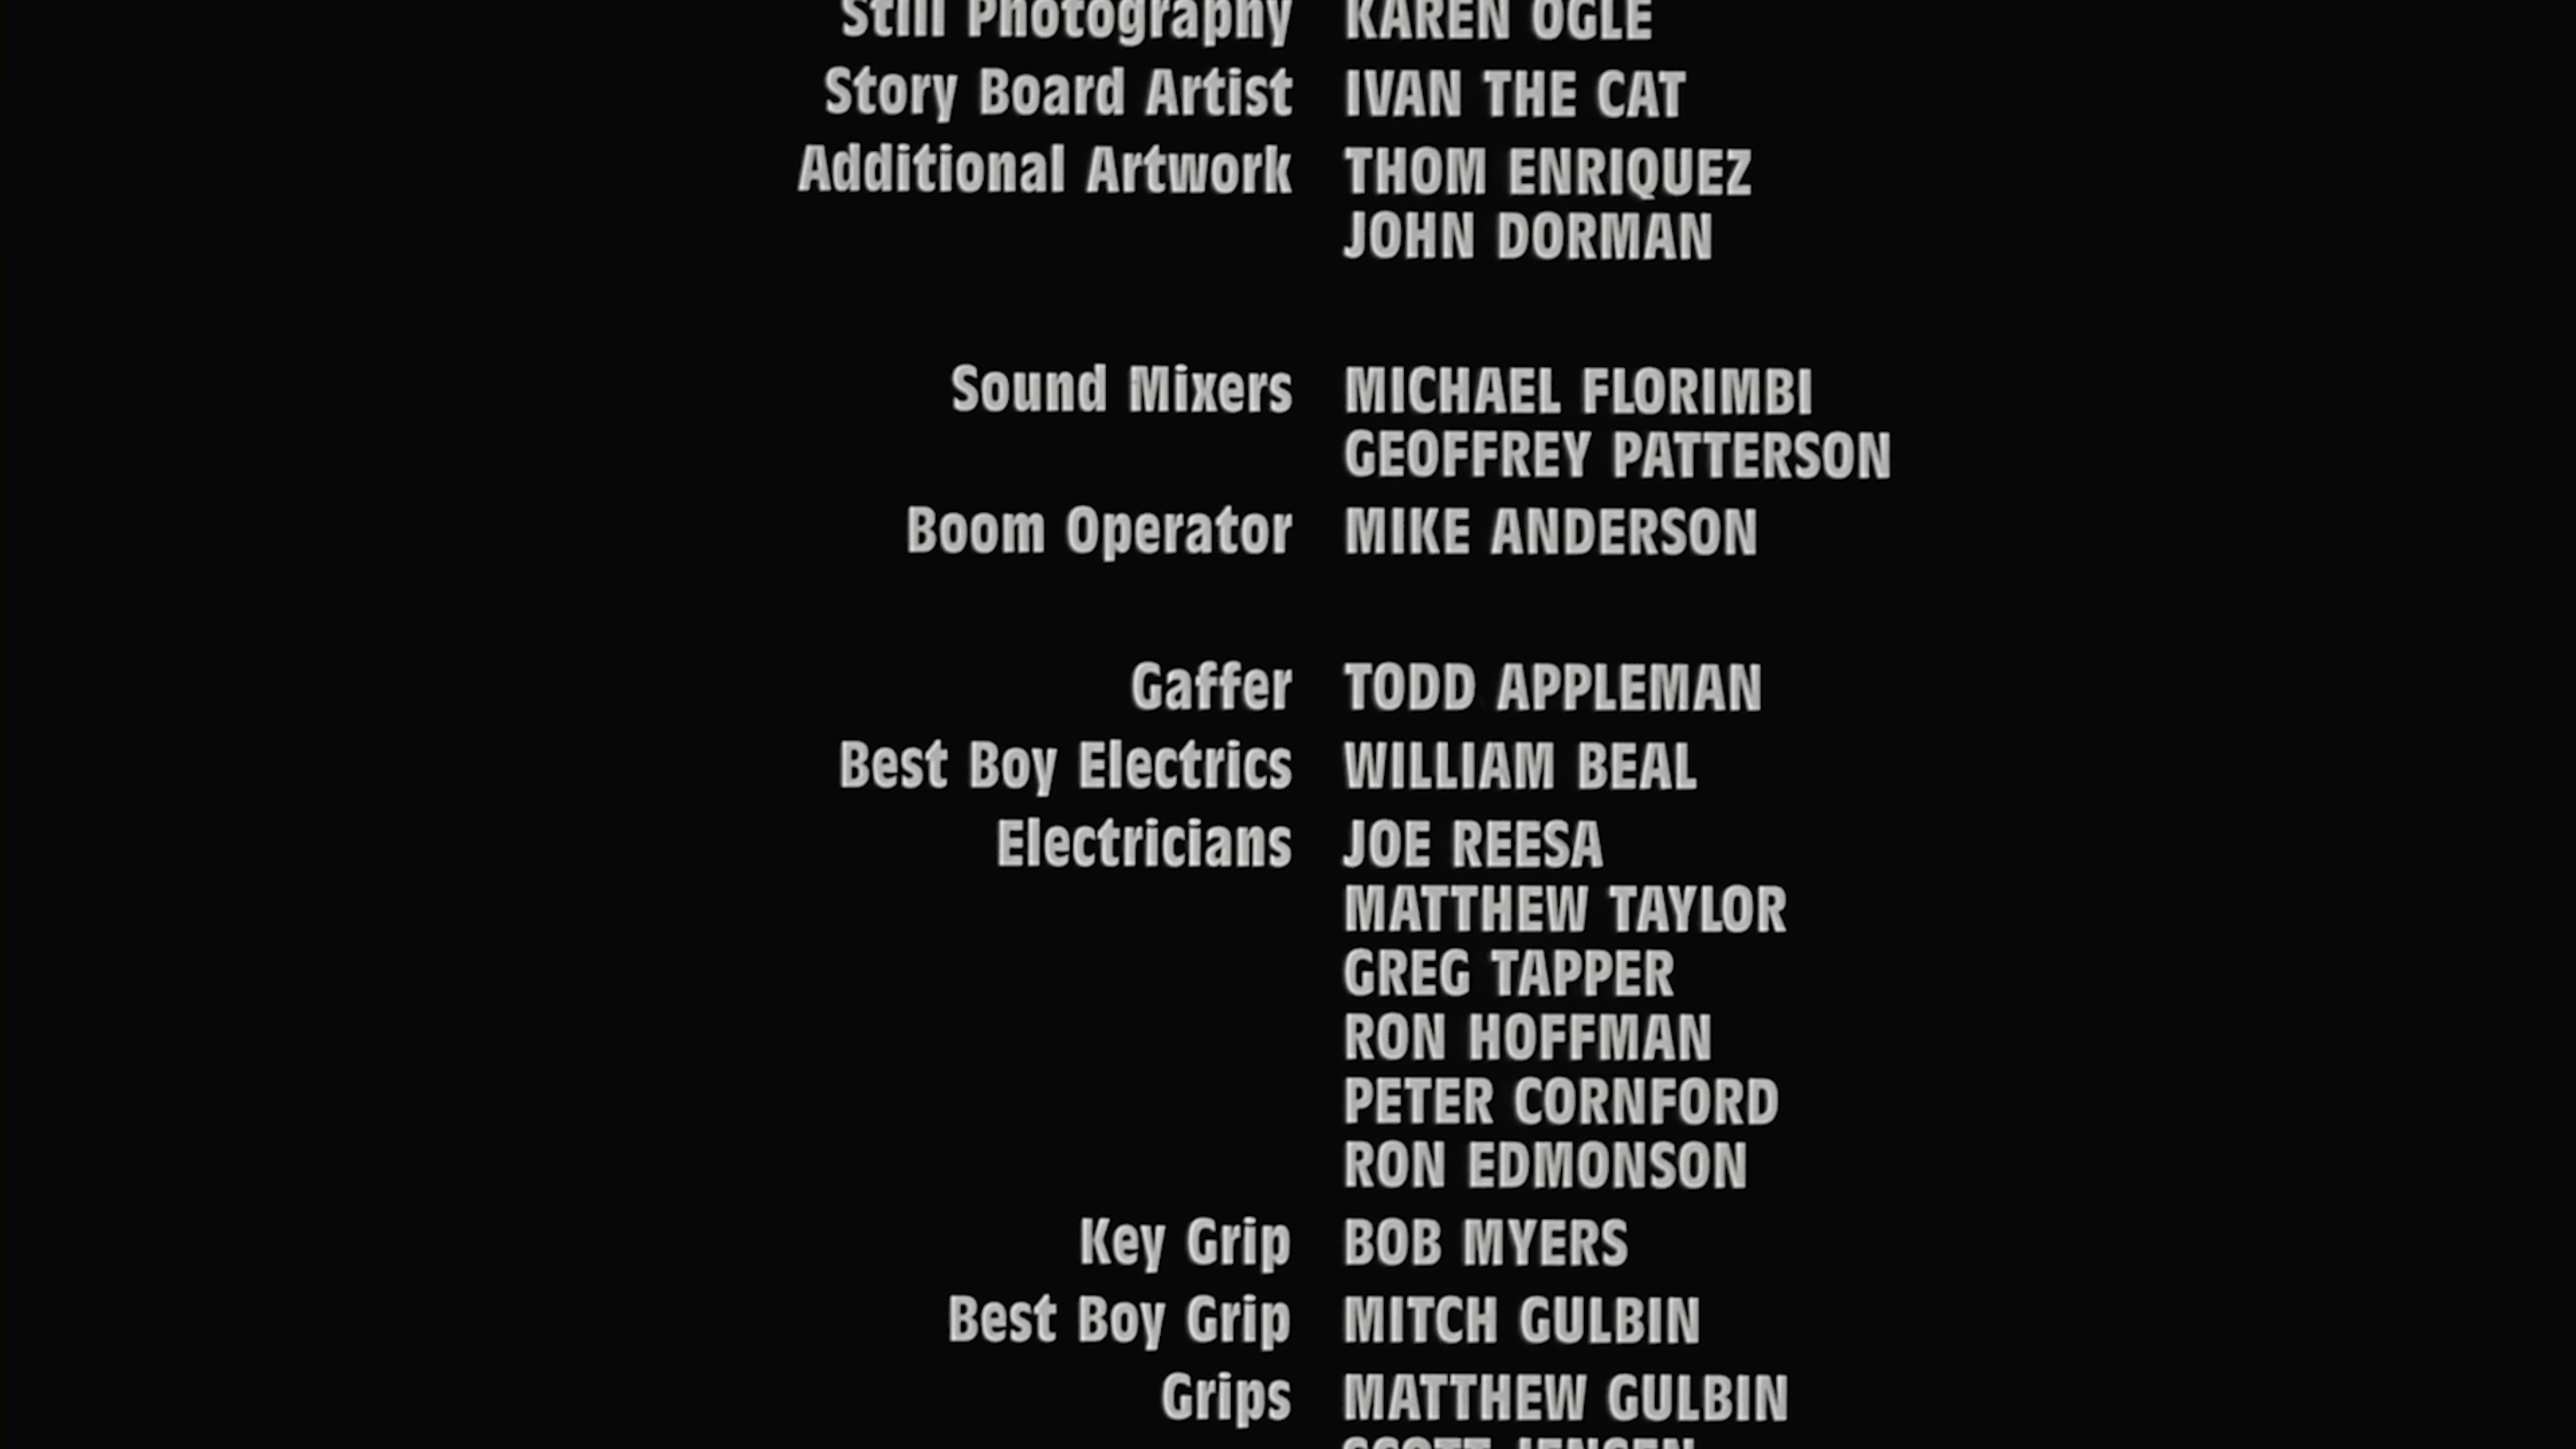 Still Photography KAREN OGLE
Story Board Artist IVAN THE CAT
Additional Artwork THOM ENRIQUEZ
JOHN DORMAN
Sound Mixers MICHAEL FLORIMBI
GEOFFREY PATTERSON
Boom Operator MIKE ANDERSON
Gaffer TODD APPLEMAN
Best Boy Electrics WILLIAM BEAL
Electricians JOE REESA
MATTHEW TAYLOR
GREG TAPPER
RON HOFFMAN
PETER CORNFORD
RON EDMONSON
Key Grip BOB MYERS
Best Boy Grip MITCH GULBIN
Grips MATTHEW GULBIN
SCOTT JENSEN